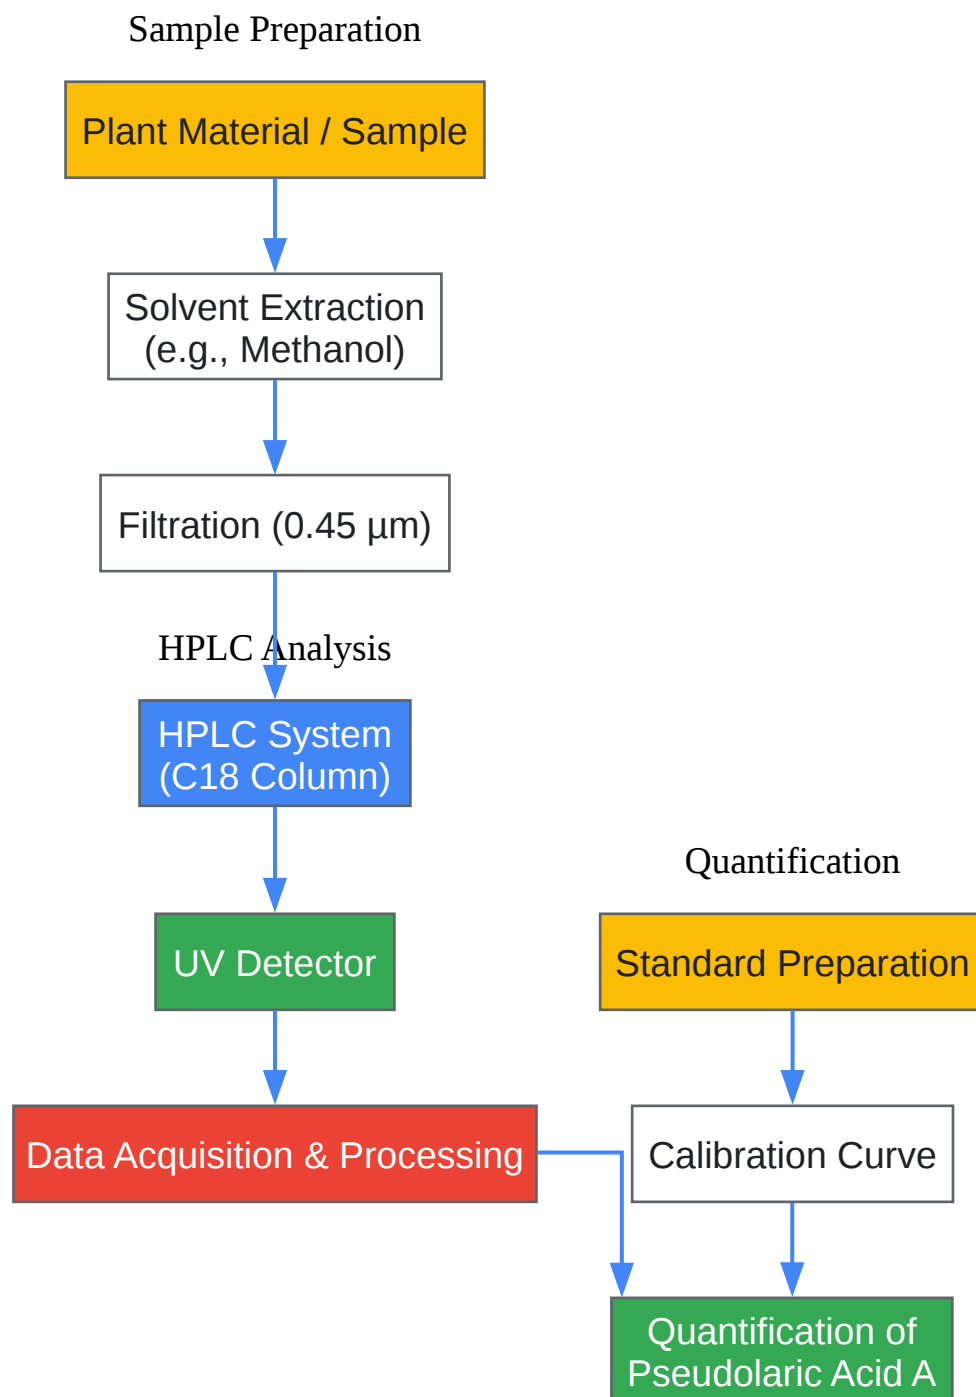 Sample Preparation
Plant Material / Sample
Solvent Extraction
(e.g., Methanol)
Filtration (0.45 µm)
HPLC Analysis
HPLC System
(C18 Column)
UV Detector
Data Acquisition & Processing
Quantification
Standard Preparation
Calibration Curve
Quantification of
Pseudolaric Acid A